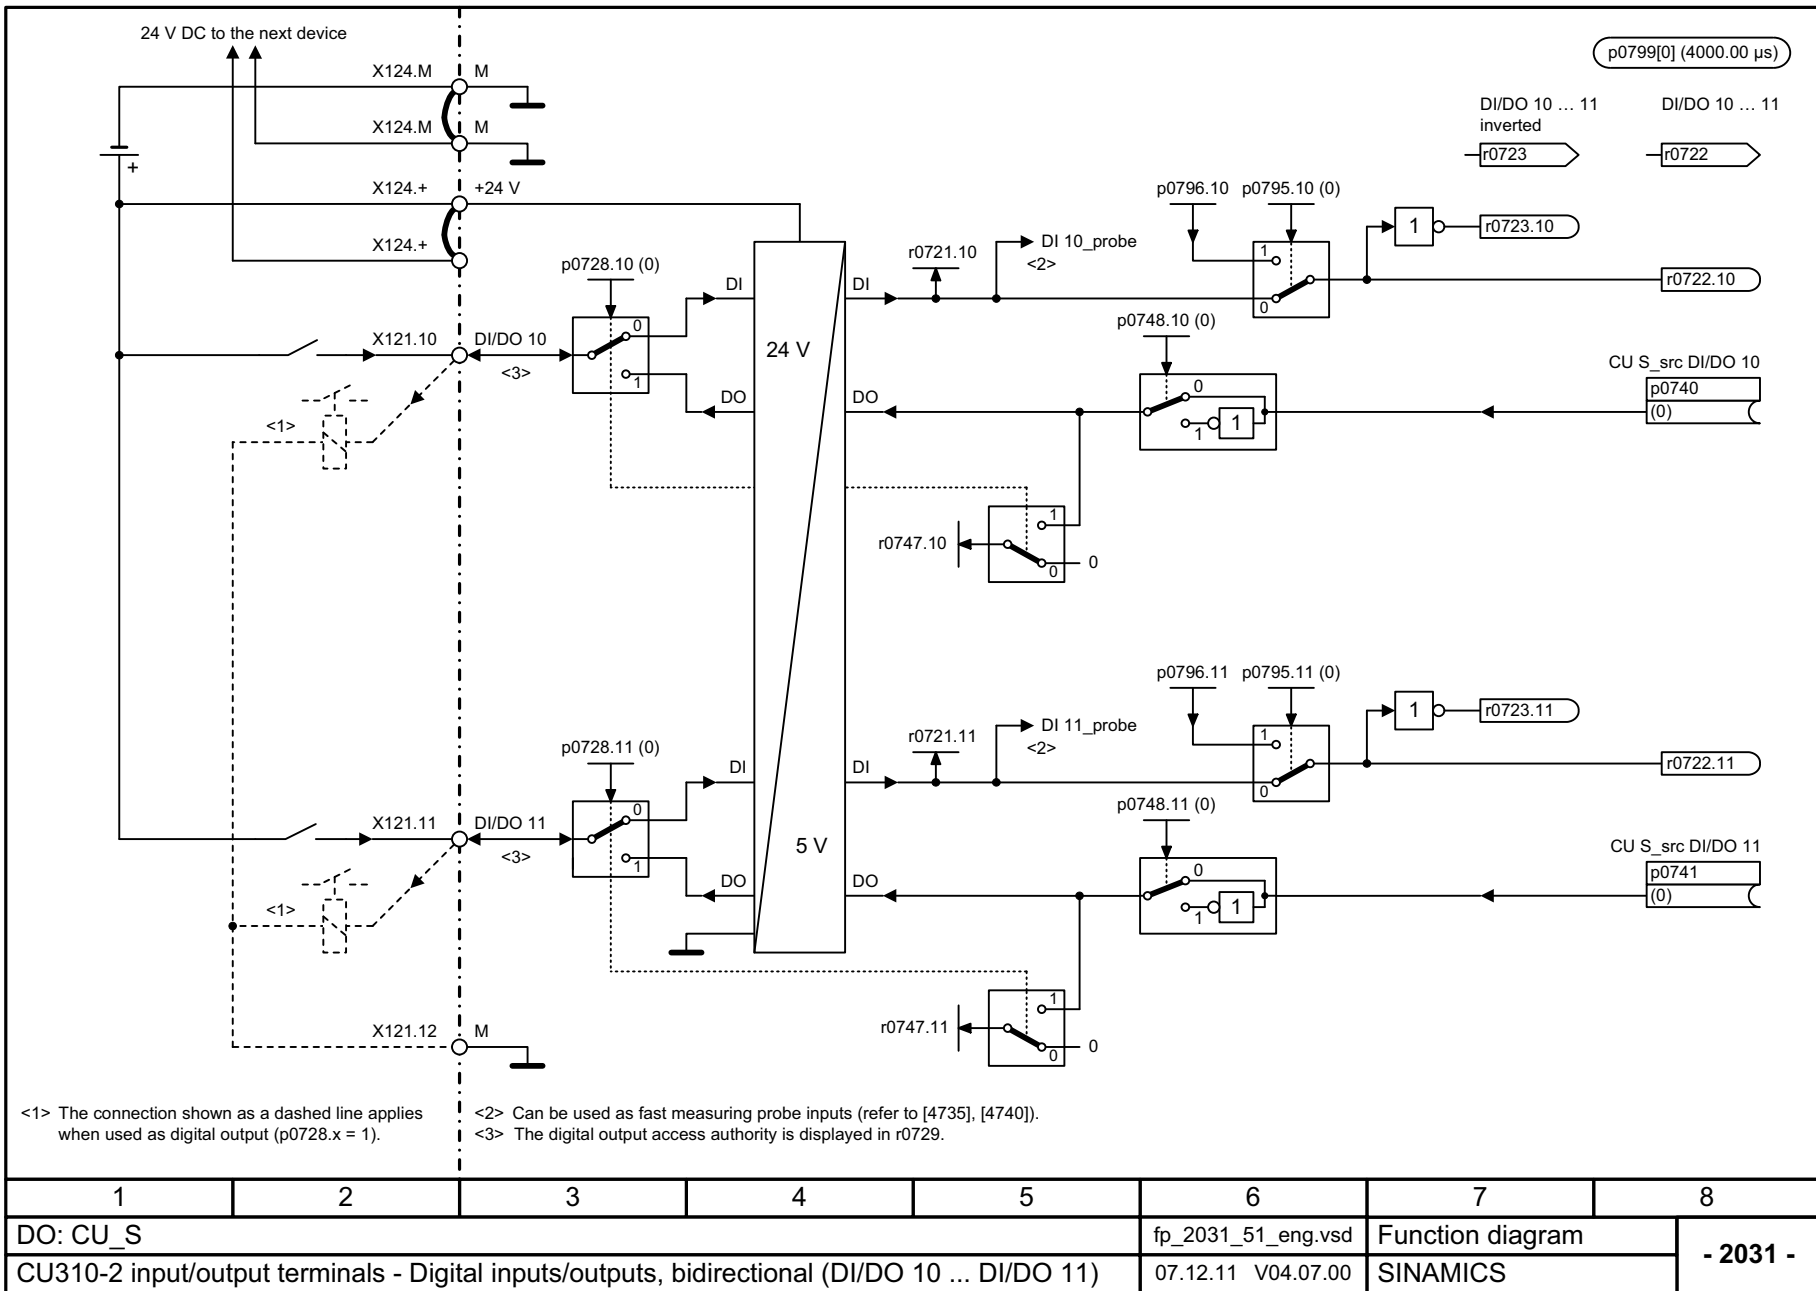 24 V DC to the next device
p0799[0] (4000.00 µs)
X124.M
M
DI/DO 10 … 11
inverted
DI/DO 10 … 11
X124.M
M
r0723
r0722
+
X124.+
+24 V
p0796.10
p0795.10 (0)
1
r0723.10
X124.+
r0721.10
DI 10_probe
<2>
1
0
r0722.10
p0728.10 (0)
DI
DI
p0748.10 (0)
X121.10
DI/DO 10
<3>
0
1
24 V
CU S_src DI/DO 10
p0740
(0)
DO
DO
0
1
1
<1>
r0747.10
1
0
0
p0796.11
p0795.11 (0)
1
r0723.11
r0721.11
DI 11_probe
<2>
1
0
r0722.11
p0728.11 (0)
DI
DI
p0748.11 (0)
X121.11
DI/DO 11
<3>
0
1
5 V
CU S_src DI/DO 11
p0741
(0)
DO
DO
0
1
1
<1>
r0747.11
1
0
0
X121.12
M
<1> The connection shown as a dashed line applies
when used as digital output (p0728.x = 1).
<2> Can be used as fast measuring probe inputs (refer to [4735], [4740]).
<3> The digital output access authority is displayed in r0729.
1 2 3 4 5 6 7 8
DO: CU_S
fp_2031_51_eng.vsd
Function diagram
- 2031 -
CU310-2 input/output terminals - Digital inputs/outputs, bidirectional (DI/DO 10 ... DI/DO 11)
07.12.11 V04.07.00
SINAMICS